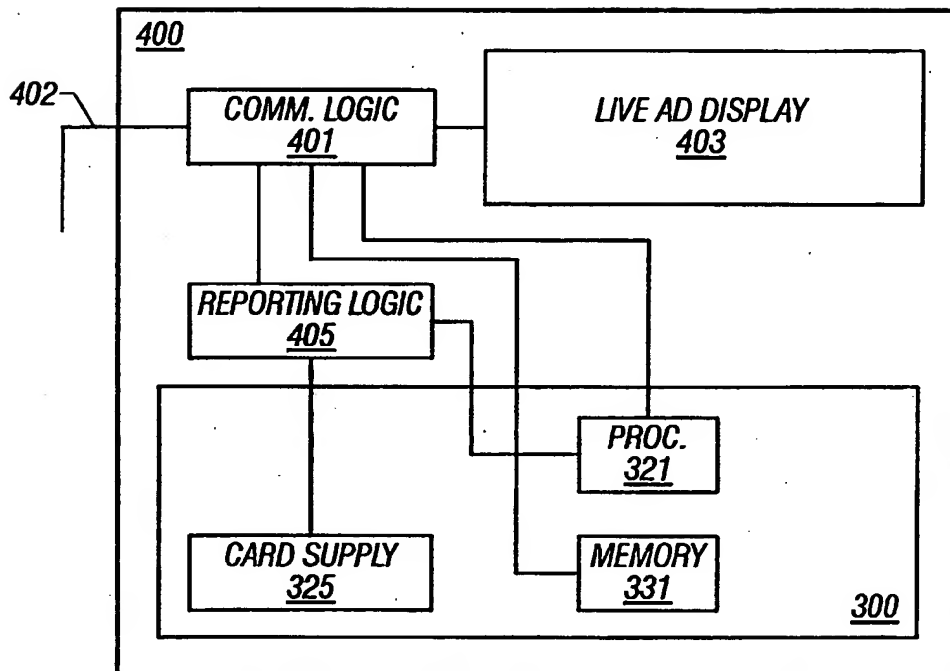 400
402
COMM. LOGIC
401
LIVE AD DISPLAY
403
REPORTING LOGIC
405
PROC.
321
CARD SUPPLY
325
MEMORY
331
300